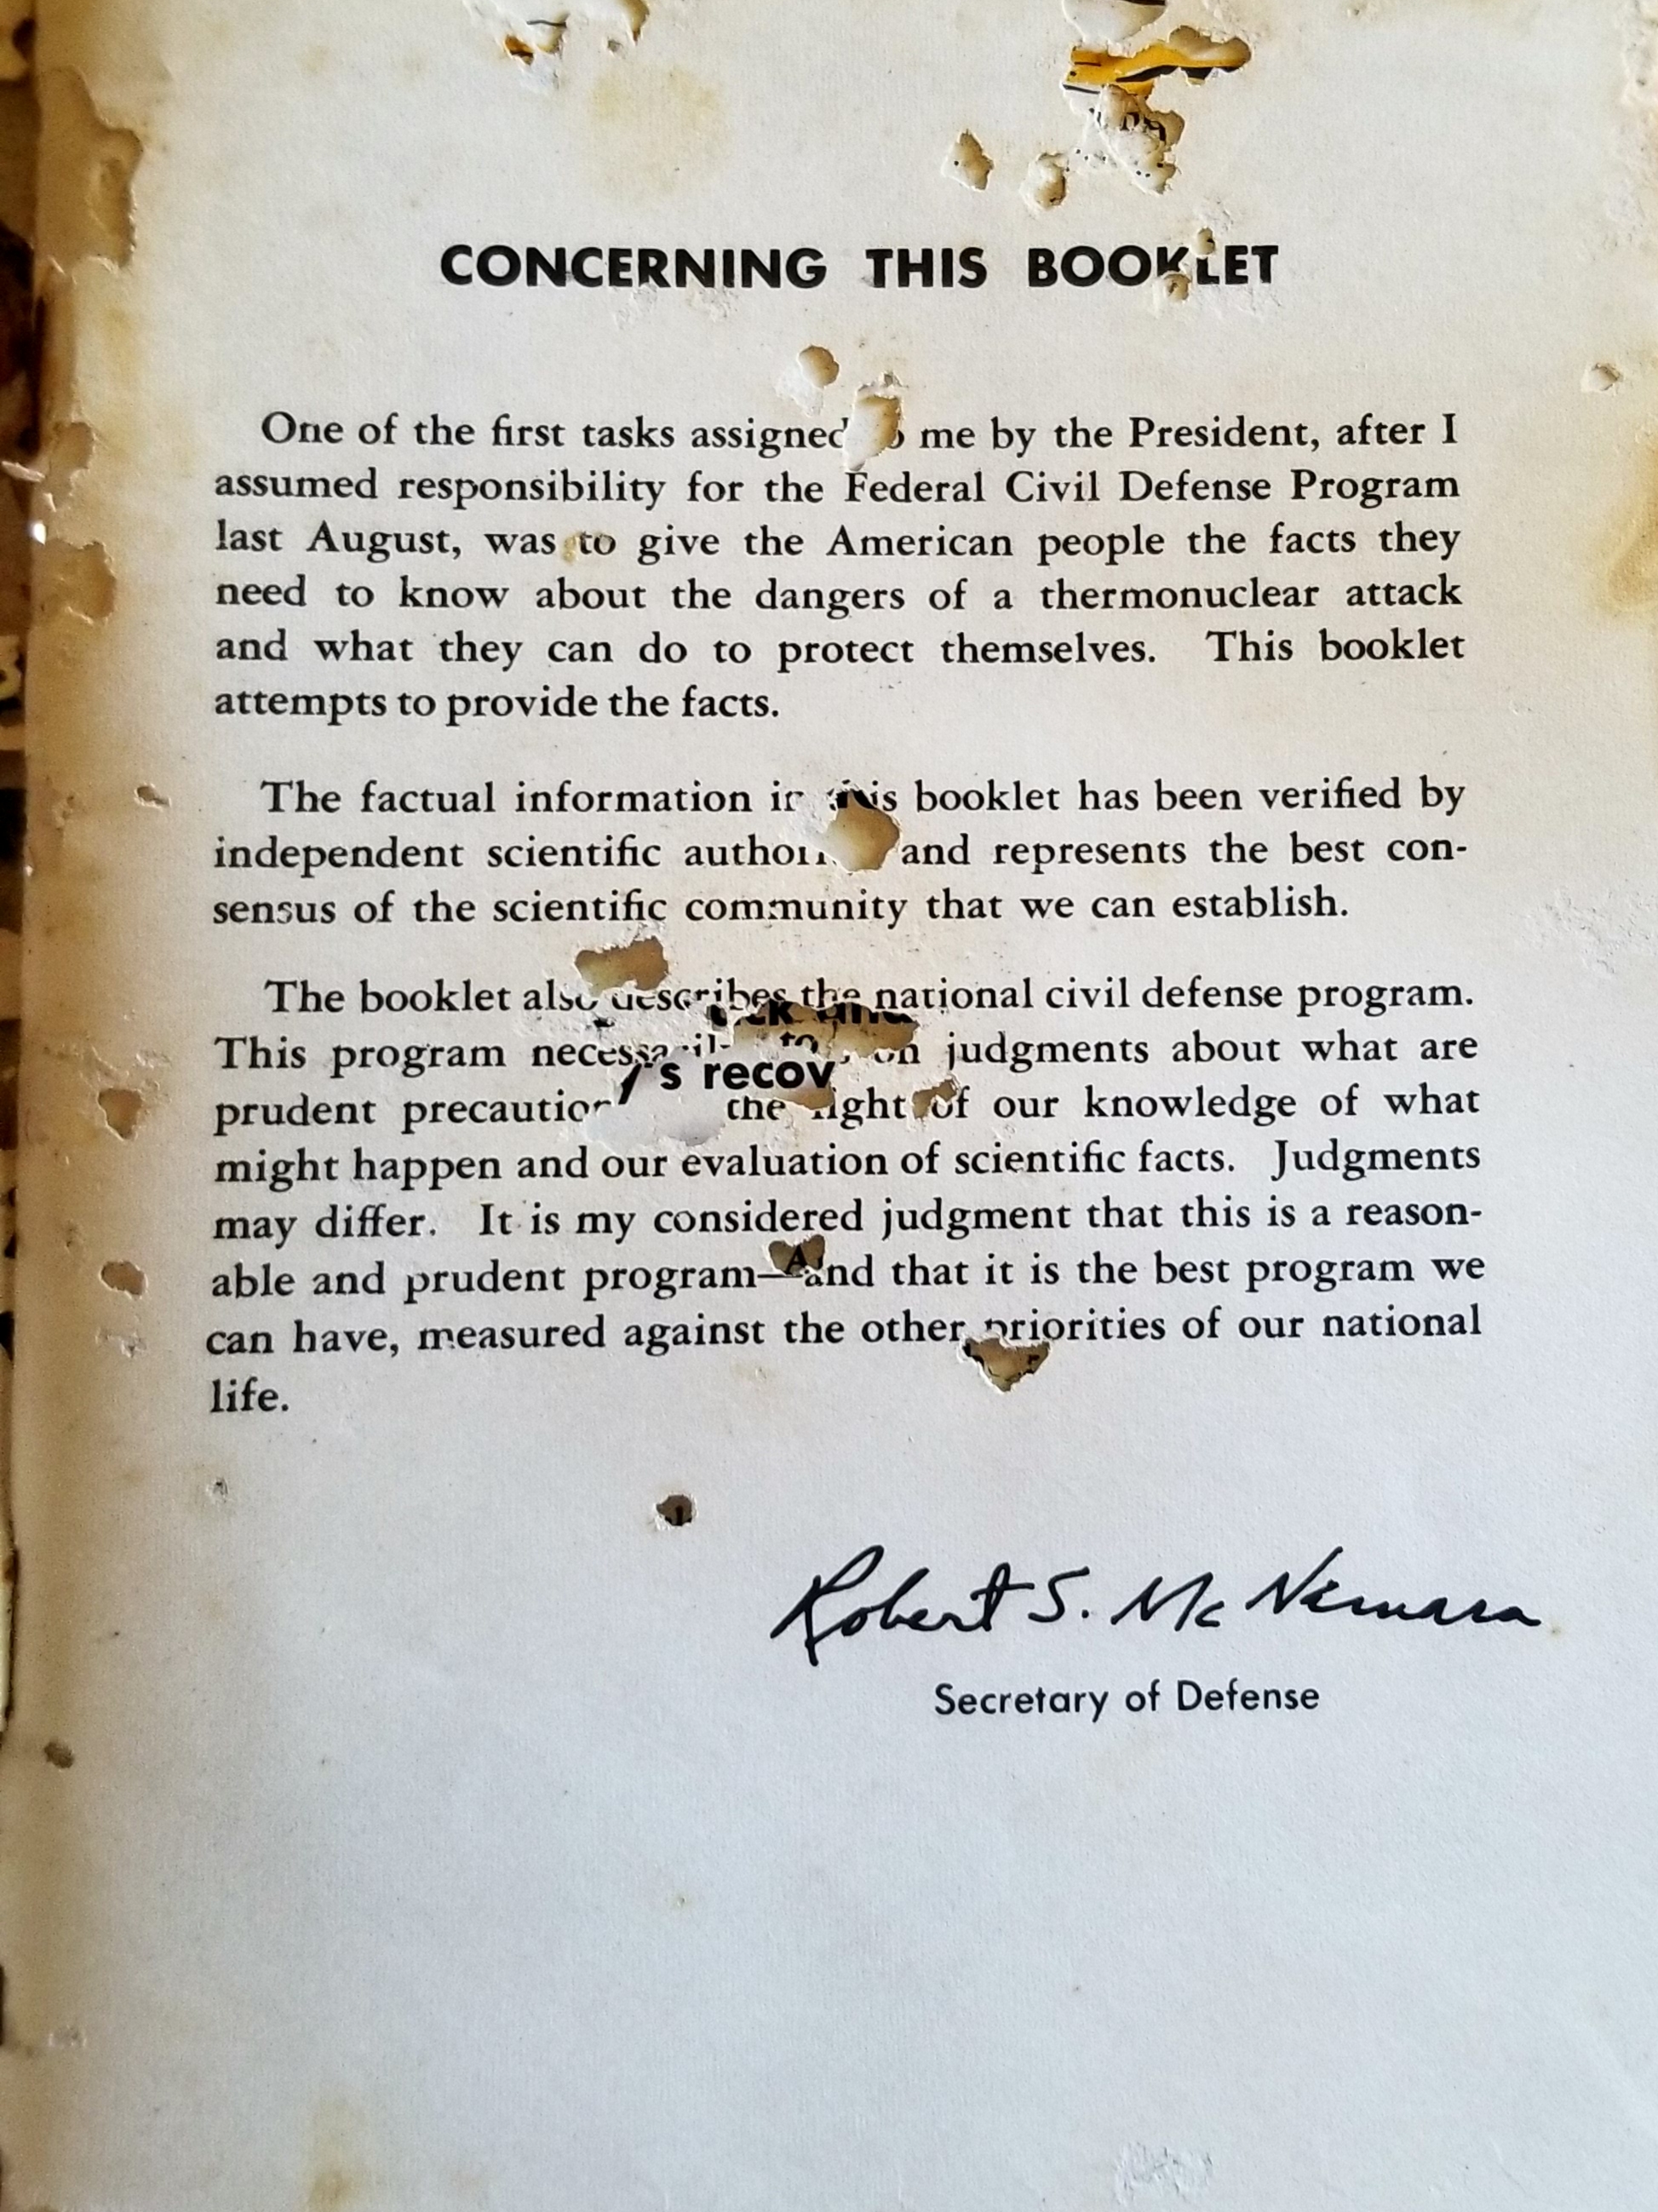 CONCERNING THIS BOOKLET
One of the first tasks assigned me by the President, after I
assumed responsibility for the Federal Civil Defense Program
last August, was to give the American people the facts they
need to know about the dangers of a thermonuclear attack
and what they can do to protect themselves. This booklet
attempts to provide the facts.
The factual information in this booklet has been verified by
independent scientific and represents the best con-
sensus of the scientific community that we can establish.
The booklet also describes the national civil defense program.
This program judgments about what are
's recov
prudent the light of our knowledge of what
might happen and our evaluation of scientific facts. Judgments
may differ. It is my considered judgment that this is a reason-
able and prudent program—and that it is the best program we
can have, measured against the other priorities of our national
life.
Robert S. McNamara
Secretary of Defense